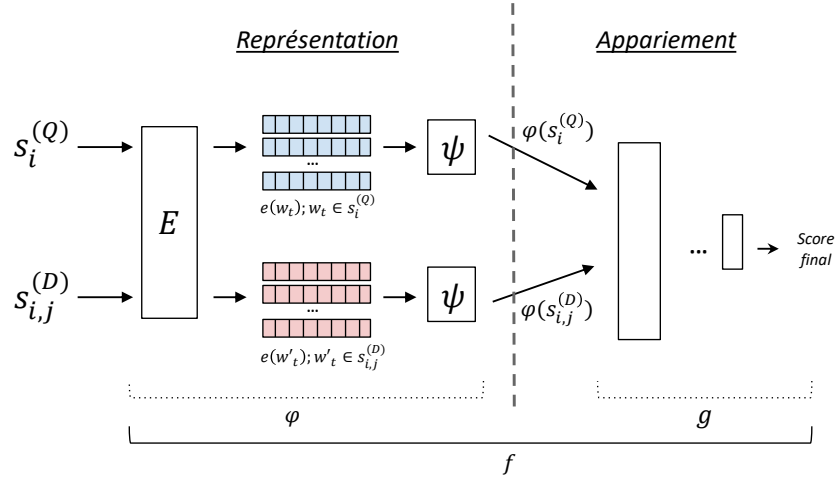 Représentation
Appariement
s_i^{(Q)}
E
...
e(w_t); w_t ∈ s_i^{(Q)}
ψ
φ(s_i^{(Q)})
s_{i,j}^{(D)}
...
e(w'_t); w'_t ∈ s_{i,j}^{(D)}
ψ
φ(s_{i,j}^{(D)})
...
Score
final
φ
g
f